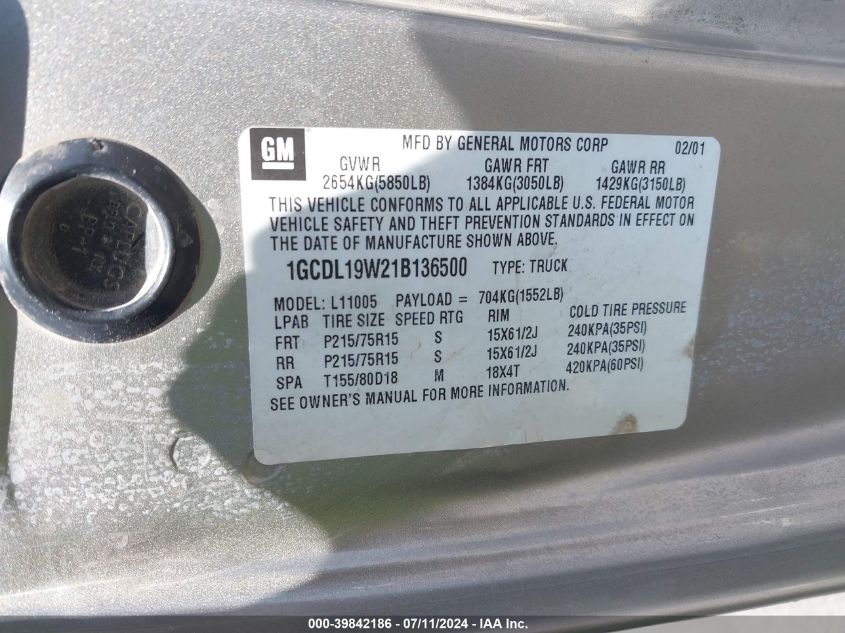 GM
MFD BY GENERAL MOTORS CORP 02/01
GVWR GAWR FRT GAWR RR
2654KG(5850LB) 1384KG(3050LB) 1429KG(3150LB)
THIS VEHICLE CONFORMS TO ALL APPLICABLE U.S. FEDERAL MOTOR
VEHICLE SAFETY AND THEFT PREVENTION STANDARDS IN EFFECT ON
THE DATE OF MANUFACTURE SHOWN ABOVE.
1GCDL19W21B136500 TYPE: TRUCK
MODEL: L11005 PAYLOAD = 704KG(1552LB)
LPAB TIRE SIZE SPEED RTG RIM COLD TIRE PRESSURE
FRT P215/75R15 S 15X61/2J 240KPA(35PSI)
RR P215/75R15 S 15X61/2J 240KPA(35PSI)
SPA T155/80D18 M 18X4T 420KPA(60PSI)
SEE OWNER'S MANUAL FOR MORE INFORMATION.
000-39842186 - 07/11/2024 - IAA Inc.